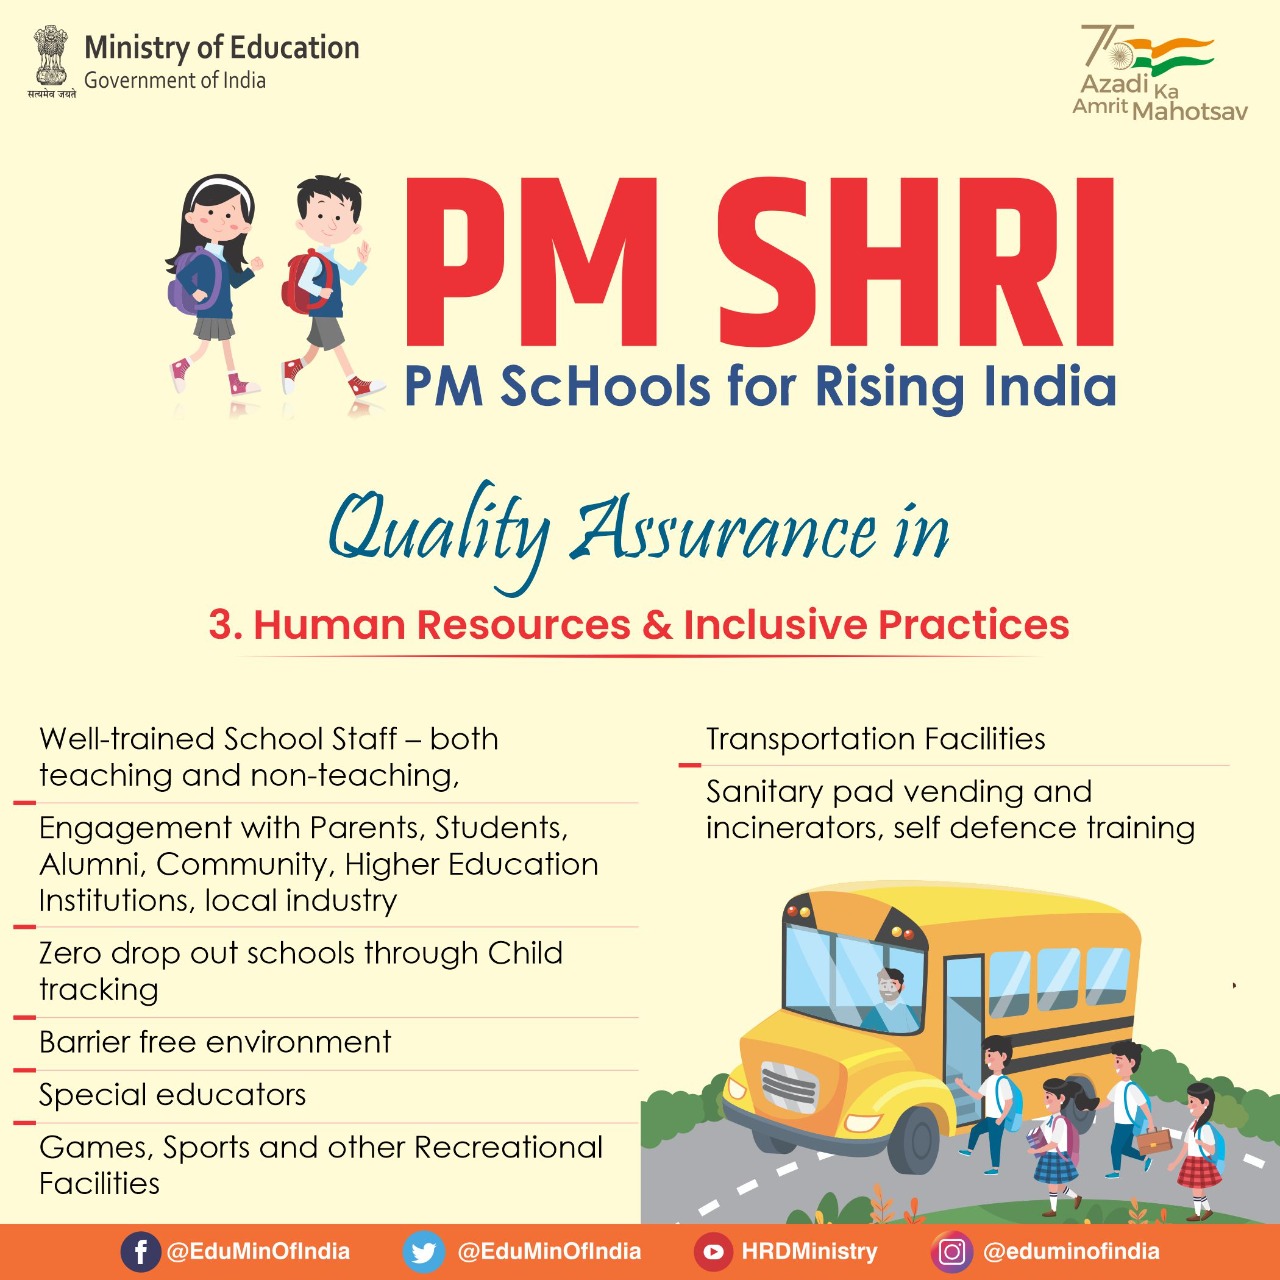 Ministry of Education
Government of India
सत्यमेव जयते
75
Azadi Ka
Amrit Mahotsav
PM SHRI
PM ScHools for Rising India
Quality Assurance in
3. Human Resources & Inclusive Practices
Well-trained School Staff – both
teaching and non-teaching,
Engagement with Parents, Students,
Alumni, Community, Higher Education
Institutions, local industry
Zero drop out schools through Child
tracking
Barrier free environment
Special educators
Games, Sports and other Recreational
Facilities
Transportation Facilities
Sanitary pad vending and
incinerators, self defence training
@EduMinOfIndia @EduMinOfIndia HRDMinistry @eduminofindia